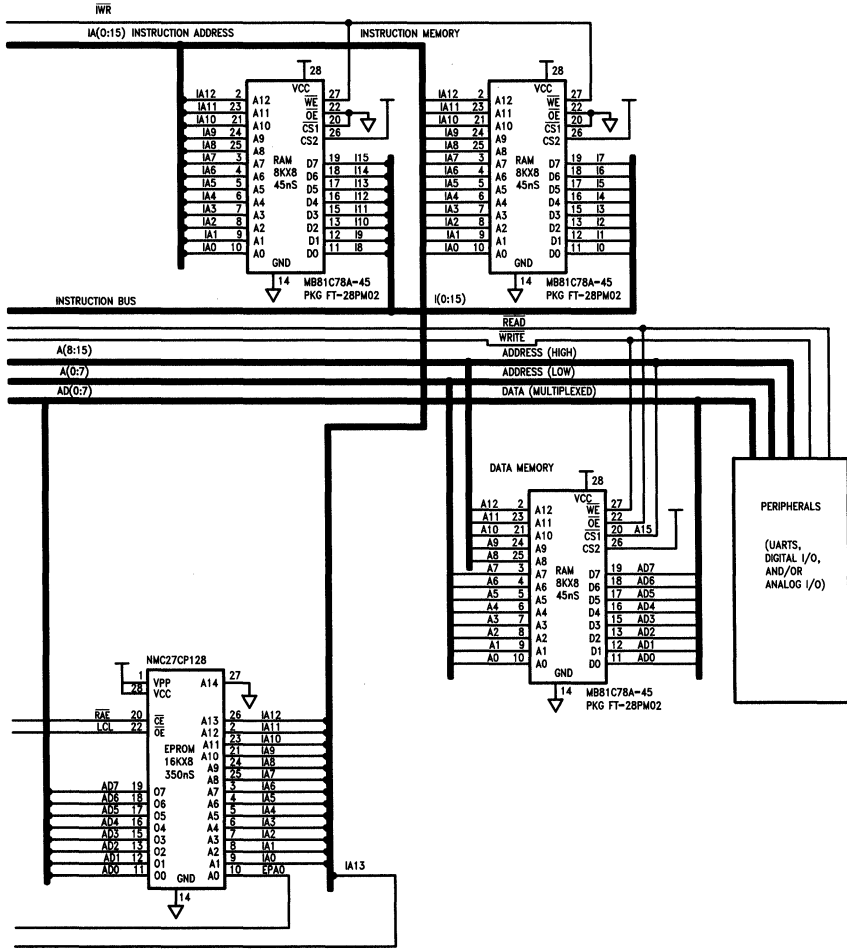 IWR
IA(0:15) INSTRUCTION ADDRESS
INSTRUCTION MEMORY
28
VCC
IA12 2 A12 WE 27
IA11 23 A11 OE 22
IA10 21 A10 CS1 20
IA9 24 A9 CS2 26
IA8 25 A8
IA7 3 A7 RAM D7 19 I15
IA6 4 A6 8KX8 D6 18 I14
IA5 5 A5 45nS D5 17 I13
IA4 6 A4 D4 16 I12
IA3 7 A3 D3 15 I11
IA2 8 A2 D2 13 I10
IA1 9 A1 D1 12 I9
IA0 10 A0 D0 11 I8
GND
14
MB81C78A-45
PKG FT-28PM02
28
VCC
IA12 2 A12 WE 27
IA11 23 A11 OE 22
IA10 21 A10 CS1 20
IA9 24 A9 CS2 26
IA8 25 A8
IA7 3 A7 RAM D7 19 I7
IA6 4 A6 8KX8 D6 18 I6
IA5 5 A5 45nS D5 17 I5
IA4 6 A4 D4 16 I4
IA3 7 A3 D3 15 I3
IA2 8 A2 D2 13 I2
IA1 9 A1 D1 12 I1
IA0 10 A0 D0 11 I0
GND
14
MB81C78A-45
PKG FT-28PM02
INSTRUCTION BUS
I(0:15)
READ
WRITE
A(8:15)
ADDRESS (HIGH)
A(0:7)
ADDRESS (LOW)
AD(0:7)
DATA (MULTIPLEXED)
DATA MEMORY
28
VCC
A12 2 A12 WE 27
A11 23 A11 OE 22
A10 21 A10 CS1 20 A15
A9 24 A9 CS2 26
A8 25 A8
A7 3 A7 RAM D7 19 AD7
A6 4 A6 8KX8 D6 18 AD6
A5 5 A5 45nS D5 17 AD5
A4 6 A4 D4 16 AD4
A3 7 A3 D3 15 AD3
A2 8 A2 D2 13 AD2
A1 9 A1 D1 12 AD1
A0 10 A0 D0 11 AD0
GND
14
MB81C78A-45
PKG FT-28PM02
PERIPHERALS
(UARTS,
DIGITAL I/O,
AND/OR
ANALOG I/O)
NMC27CP128
1 VPP A14 27
28 VCC
RAE 20 CE A13 26 IA12
LCL 22 OE A12 2 IA11
A11 23 IA10
EPROM A10 21 IA9
16KX8 A9 24 IA8
350nS A8 25 IA7
AD7 19 O7 A7 3 IA6
AD6 18 O6 A6 4 IA5
AD5 17 O5 A5 5 IA4
AD4 16 O4 A4 6 IA3
AD3 15 O3 A3 7 IA2
AD2 13 O2 A2 8 IA1
AD1 12 O1 A1 9 IA0
AD0 11 O0 A0 10 EPA0
GND
14
IA13